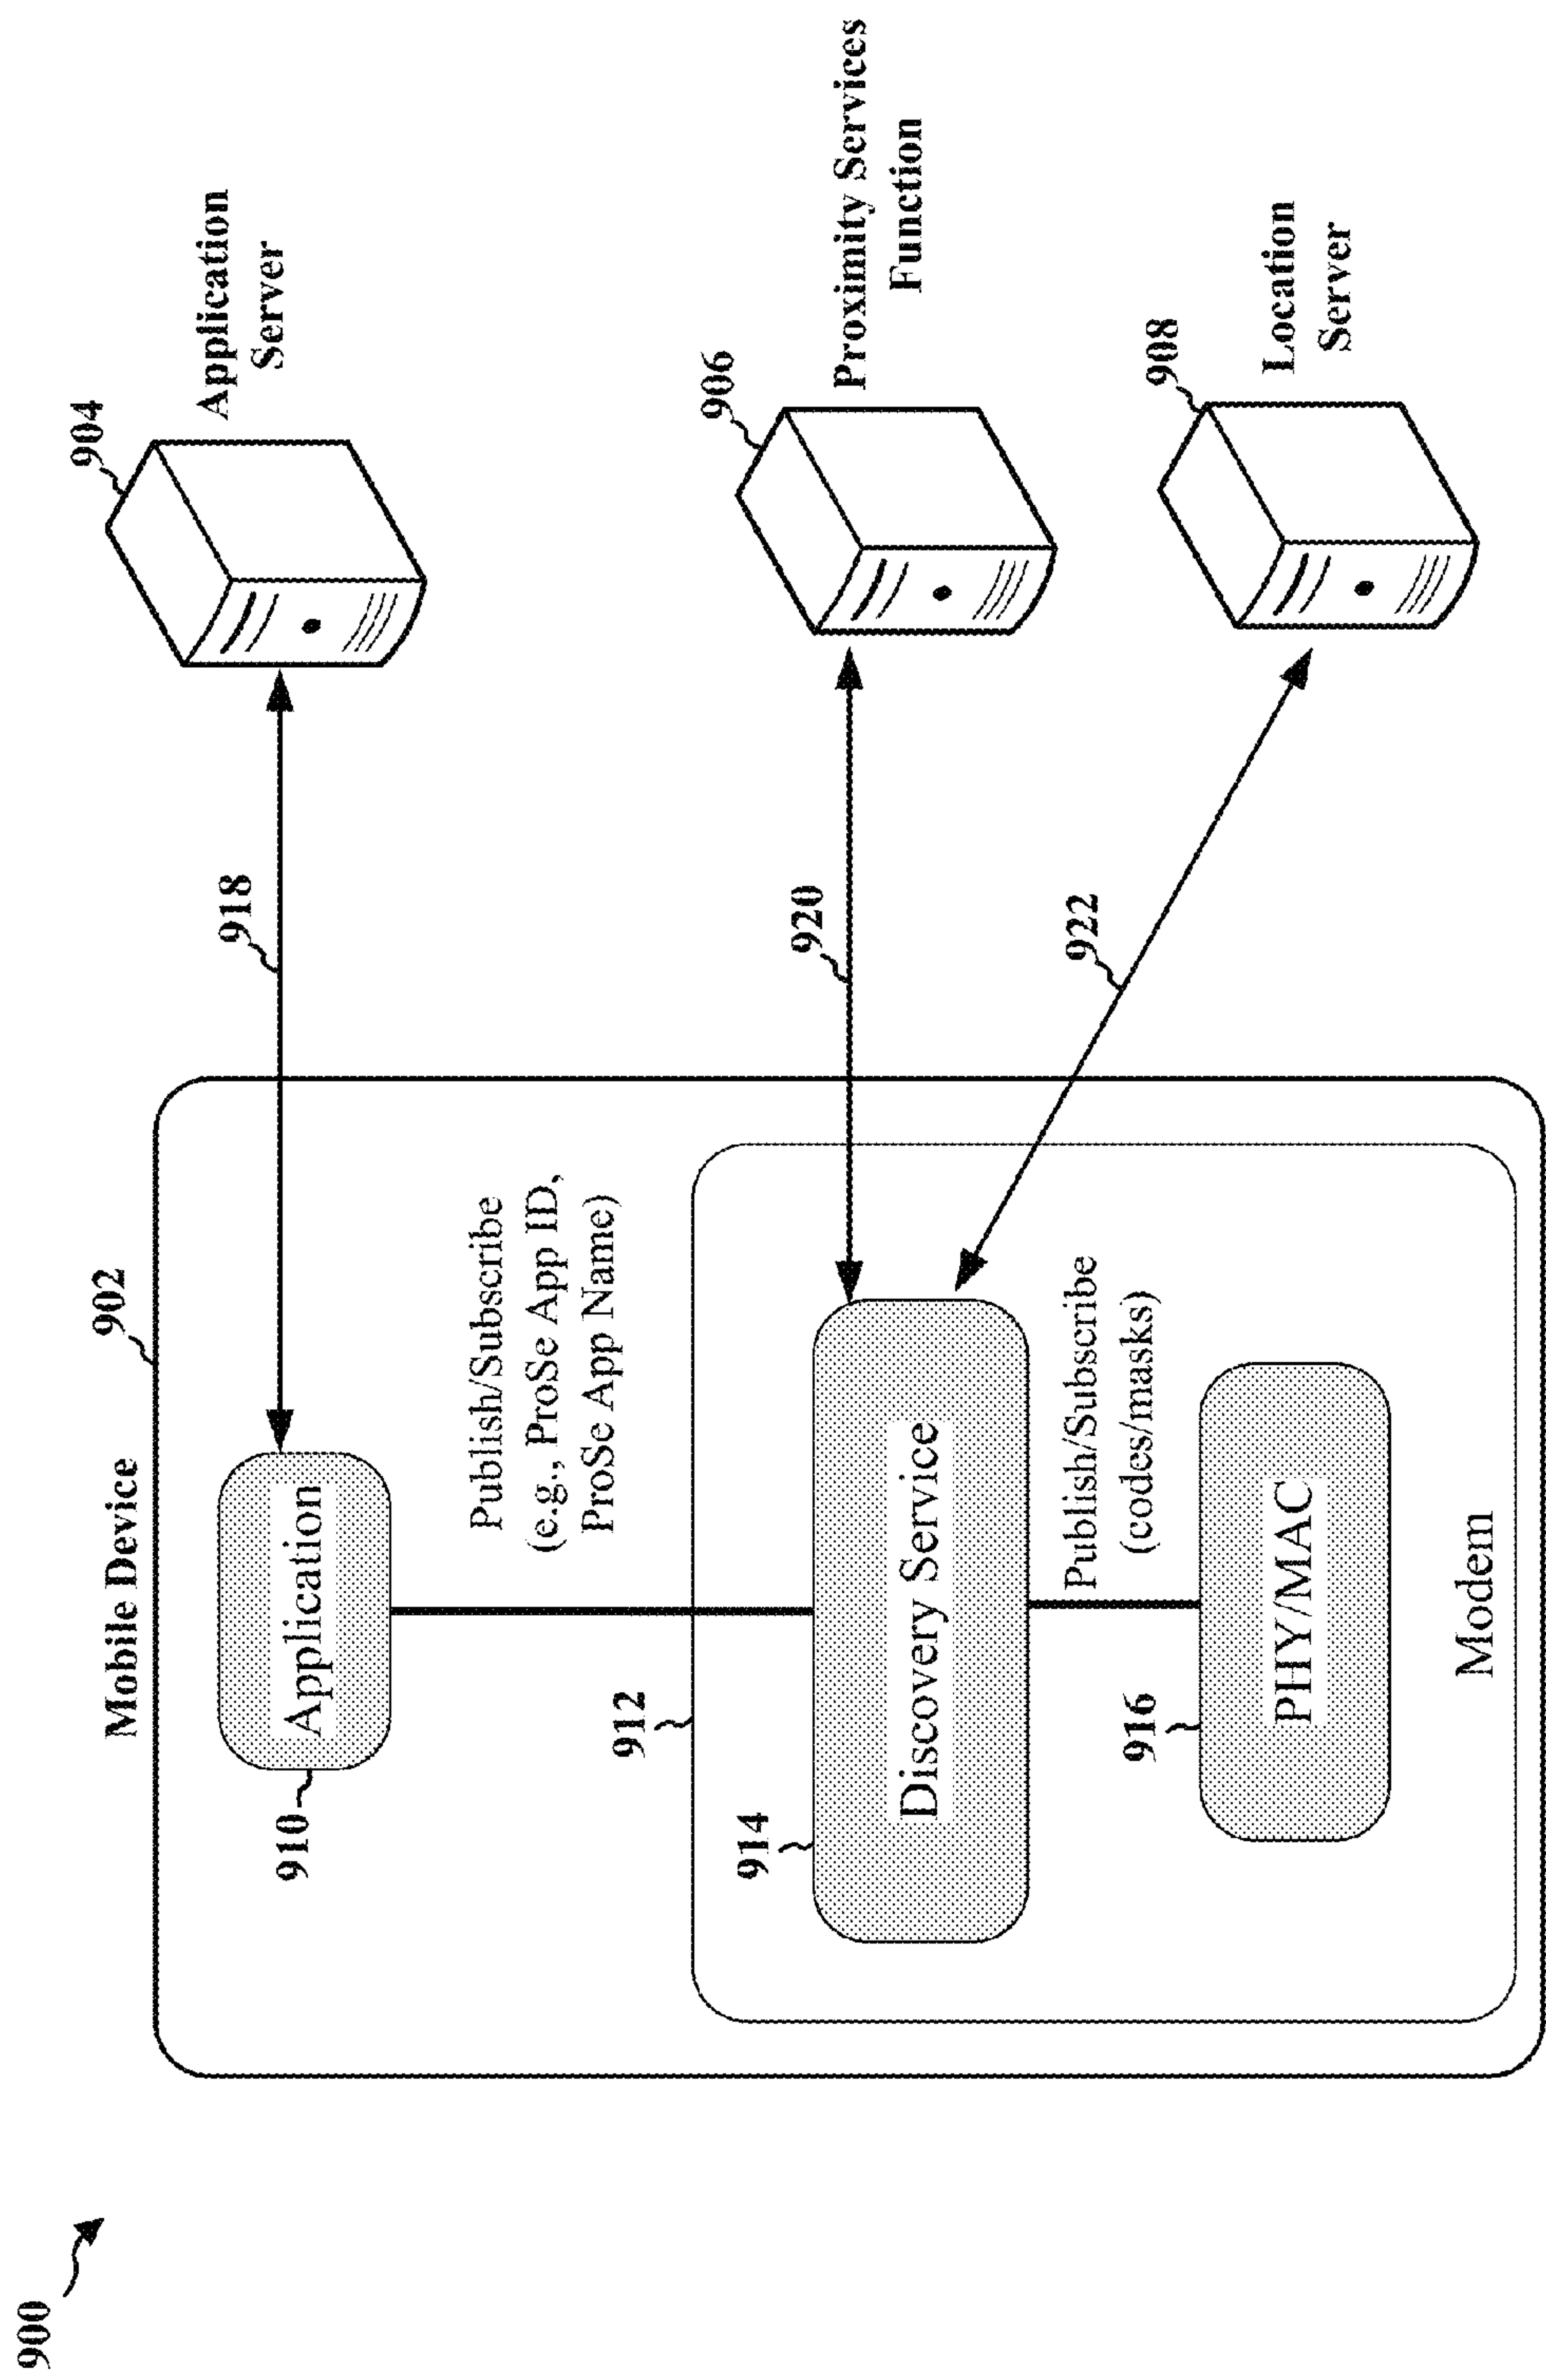 900
Mobile Device
902
910
Application
918
904
Application
Server
Publish/Subscribe
(e.g., ProSe App ID,
ProSe App Name)
912
914
Discovery Service
920
906
Proximity Services
Function
Publish/Subscribe
(codes/masks)
922
908
Location
Server
916
PHY/MAC
Modem